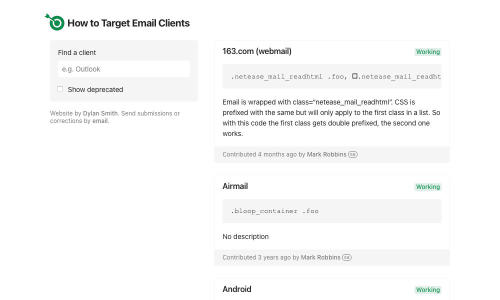 How to Target Email Clients
Find a client
e.g. Outlook
Show deprecated
Website by Dylan Smith. Send submissions or
corrections by email.
163.com (webmail)
Working
.netease_mail_readhtml .foo, .netease_mail_readht
Email is wrapped with class="netease_mail_readhtml". CSS is
prefixed with the same but will only apply to the first class in a list. So
with this code the first class gets double prefixed, the second one
works.
Contributed 4 months ago by Mark Robbins
Airmail
Working
.bloop_container .foo
No description
Contributed 3 years ago by Mark Robbins
Android
Working